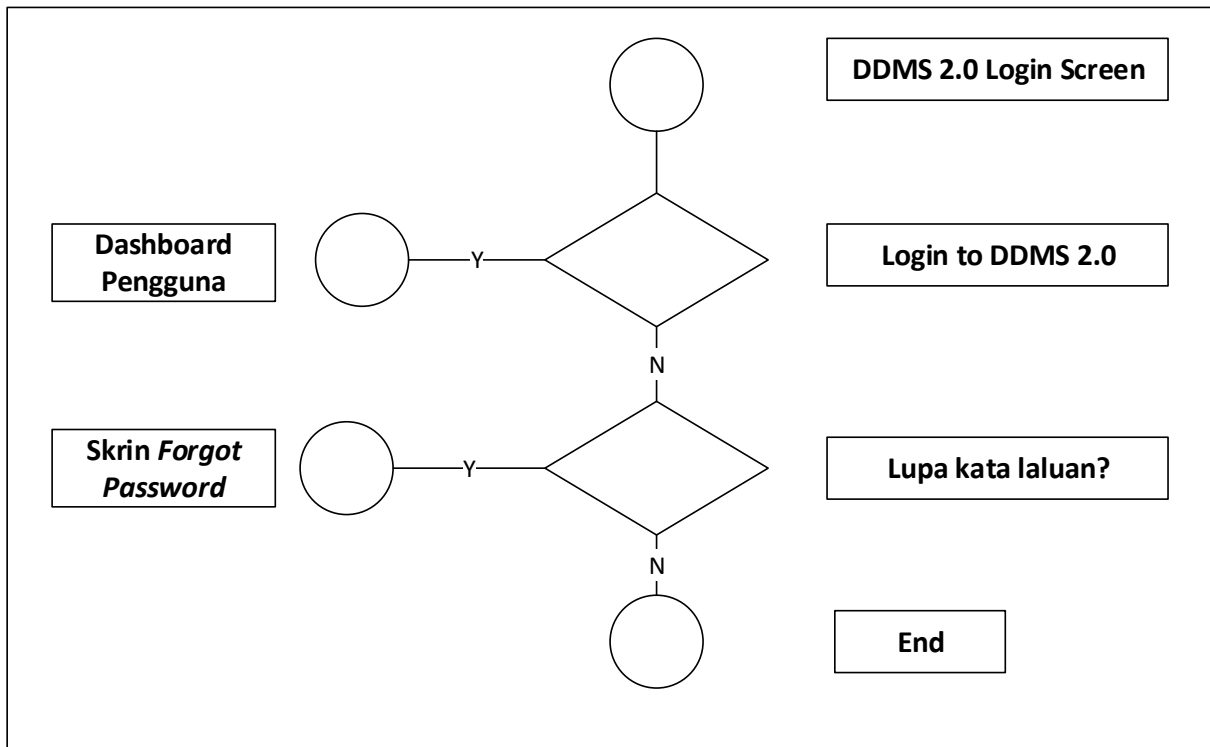 DDMS 2.0 Login Screen
Dashboard
Pengguna
Y
Login to DDMS 2.0
N
Skrin Forgot
Password
Y
Lupa kata laluan?
N
End